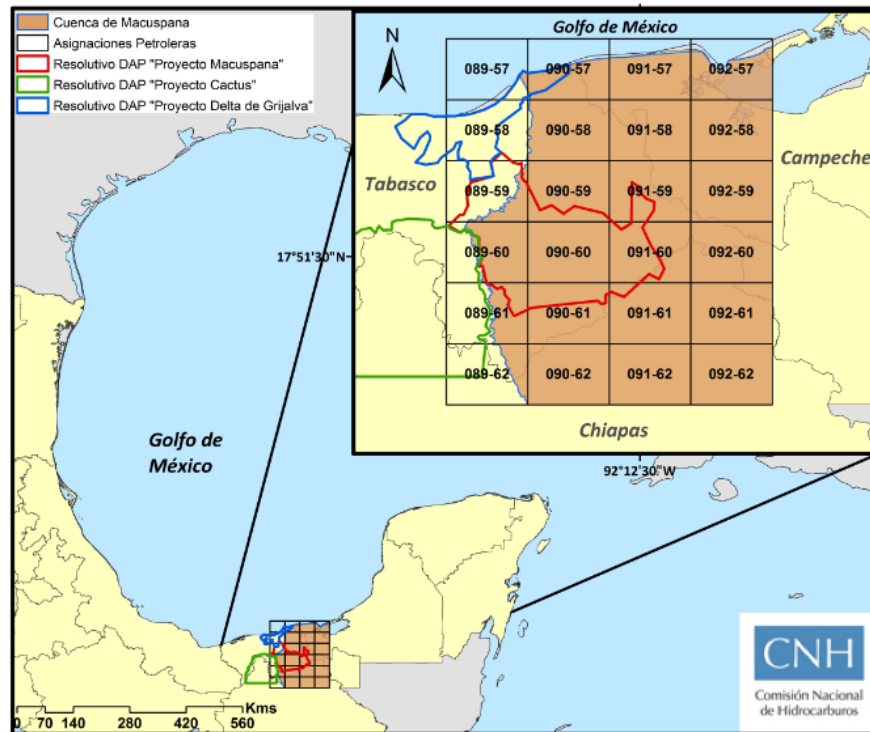 Cuenca de Macuspana
Asignaciones Petroleras
Resolutivo DAP "Proyecto Macuspana"
Resolutivo DAP "Proyecto Cactus"
Resolutivo DAP "Proyecto Delta de Grijalva"
Golfo de México
089-57 090-57 091-57 092-57
089-58 090-58 091-58 092-58
Campeche
Tabasco
089-59 090-59 091-59 092-59
17°51'30"N
089-60 090-60 091-60 092-60
089-61 090-61 091-61 092-61
089-62 090-62 091-62 092-62
Chiapas
92°12'30"W
Golfo de
México
Kms
0 70 140 280 420 560
CNH
Comisión Nacional
de Hidrocarburos